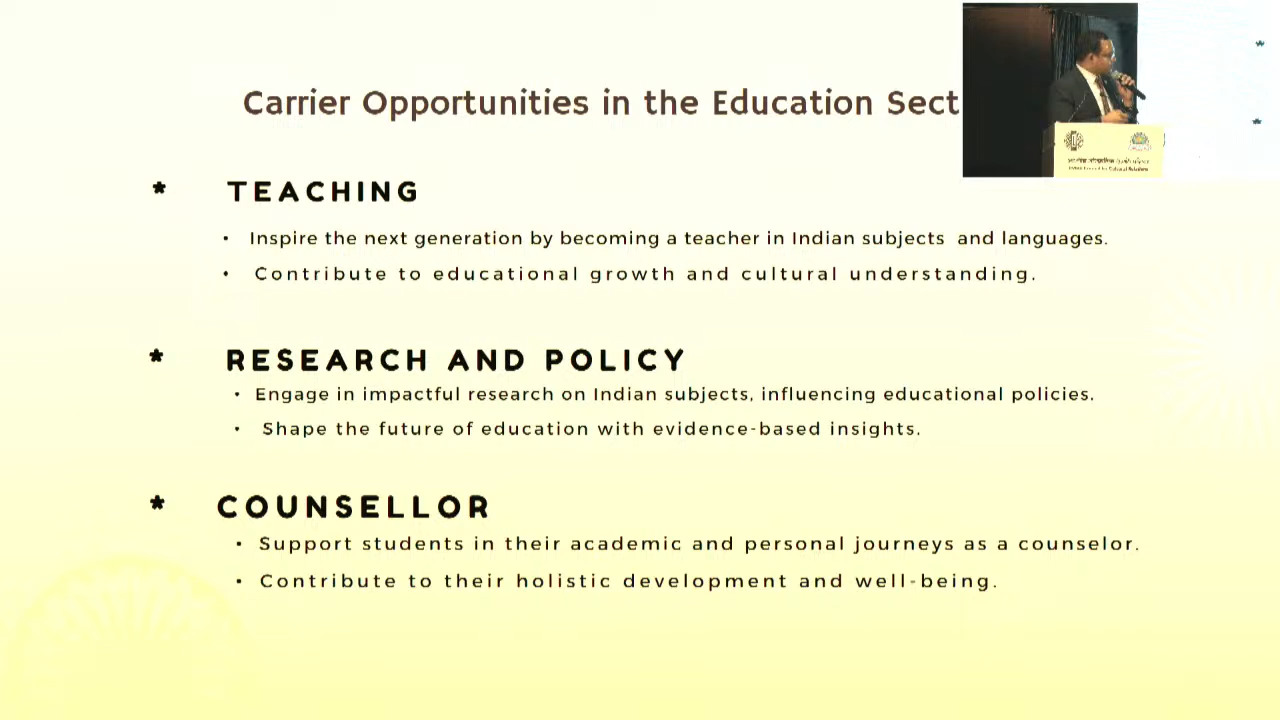 Carrier Opportunities in the Education Sect
* TEACHING
• Inspire the next generation by becoming a teacher in Indian subjects and languages.
• Contribute to educational growth and cultural understanding.
* RESEARCH AND POLICY
• Engage in impactful research on Indian subjects, influencing educational policies.
• Shape the future of education with evidence-based insights.
* COUNSELLOR
• Support students in their academic and personal journeys as a counselor.
• Contribute to their holistic development and well-being.